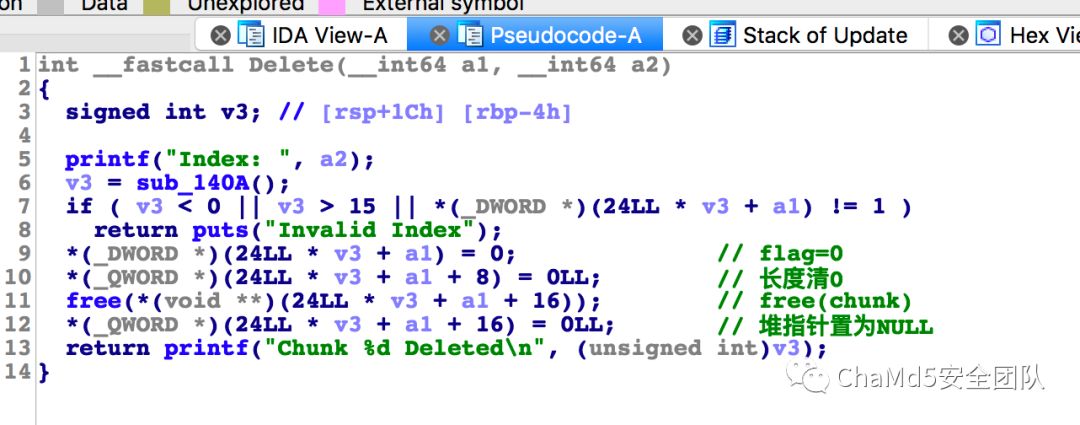 on Data Unexplored External symbol
IDA View-A Pseudocode-A Stack of Update Hex Vie
1 int __fastcall Delete(__int64 a1, __int64 a2)
2 {
3 signed int v3; // [rsp+1Ch] [rbp-4h]
4
5 printf("Index: ", a2);
6 v3 = sub_140A();
7 if ( v3 < 0 || v3 > 15 || *(_DWORD *)(24LL * v3 + a1) != 1 )
8 return puts("Invalid Index");
9 *(_DWORD *)(24LL * v3 + a1) = 0; // flag=0
10 *(_QWORD *)(24LL * v3 + a1 + 8) = 0LL; // 长度清0
11 free(*(void **)(24LL * v3 + a1 + 16)); // free(chunk)
12 *(_QWORD *)(24LL * v3 + a1 + 16) = 0LL; // 堆指针置为NULL
13 return printf("Chunk %d Deleted\n", (unsigned int)v3);
14 }
ChaMd5安全团队